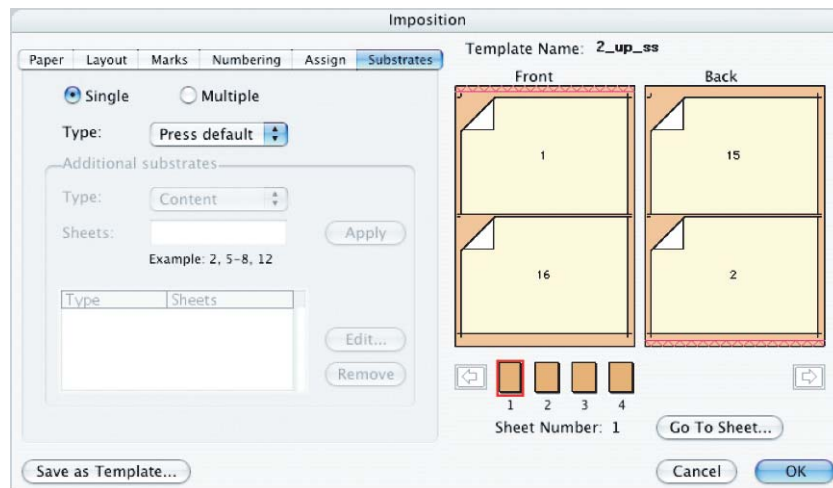 Imposition
Paper Layout Marks Numbering Assign Substrates
Single Multiple
Type: Press default
Additional substrates
Type: Content
Sheets: Apply
Example: 2, 5-8, 12
Type Sheets
Edit...
Remove
Save as Template...
Template Name: 2_up_ss
Front Back
1 15
16 2
1 2 3 4
Sheet Number: 1 Go To Sheet...
Cancel OK